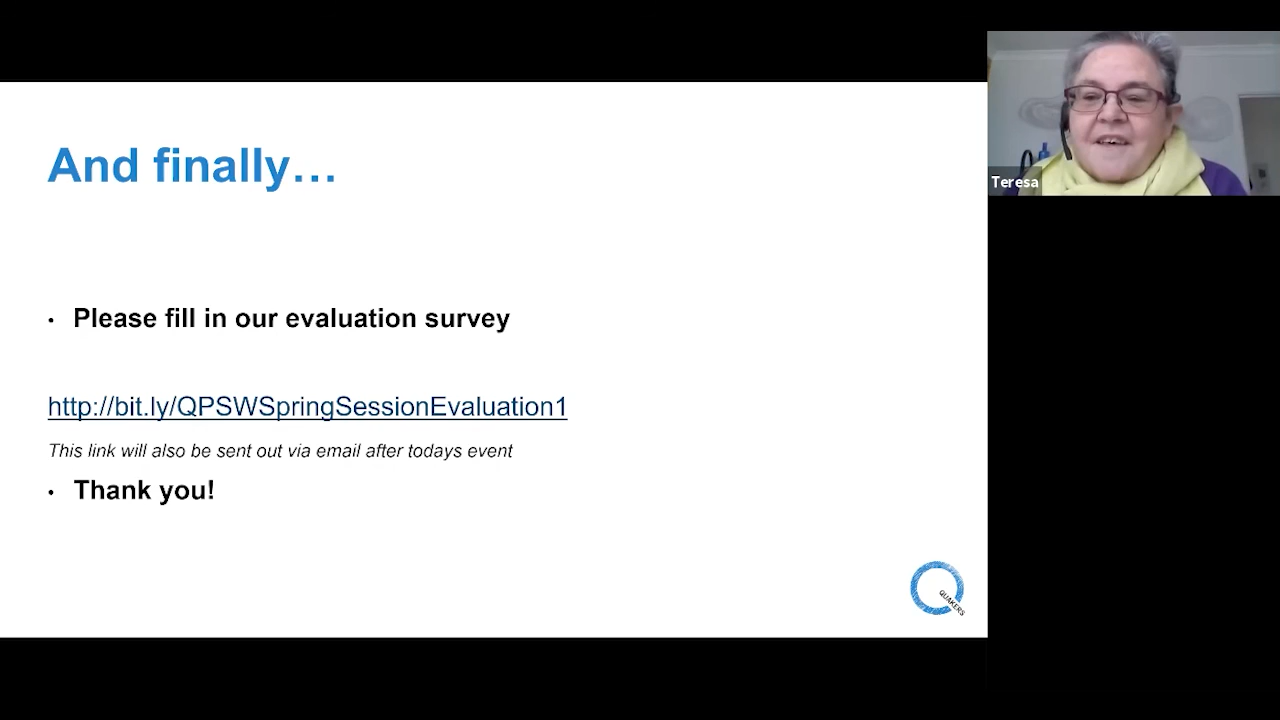 And finally…
• Please fill in our evaluation survey
http://bit.ly/QPSWSpringSessionEvaluation1
This link will also be sent out via email after todays event
• Thank you!
QUAKERS
Teresa